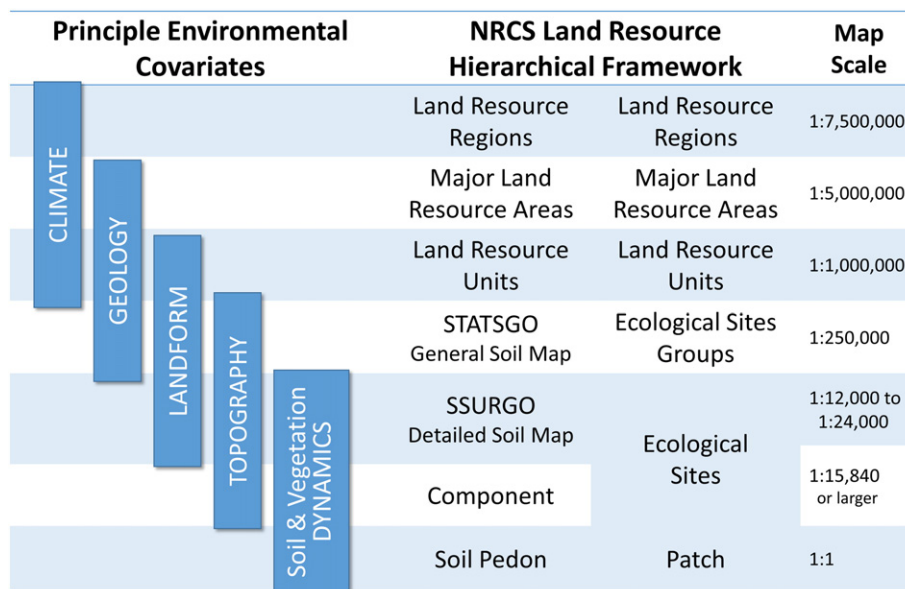 Principle Environmental
Covariates
NRCS Land Resource
Hierarchical Framework
Map
Scale
CLIMATE
GEOLOGY
LANDFORM
TOPOGRAPHY
Soil & Vegetation
DYNAMICS
Land Resource
Regions
Land Resource
Regions
1:7,500,000
Major Land
Resource Areas
Major Land
Resource Areas
1:5,000,000
Land Resource
Units
Land Resource
Units
1:1,000,000
STATSGO
General Soil Map
Ecological Sites
Groups
1:250,000
SSURGO
Detailed Soil Map
Ecological
Sites
1:12,000 to
1:24,000
Component
1:15,840
or larger
Soil Pedon
Patch
1:1